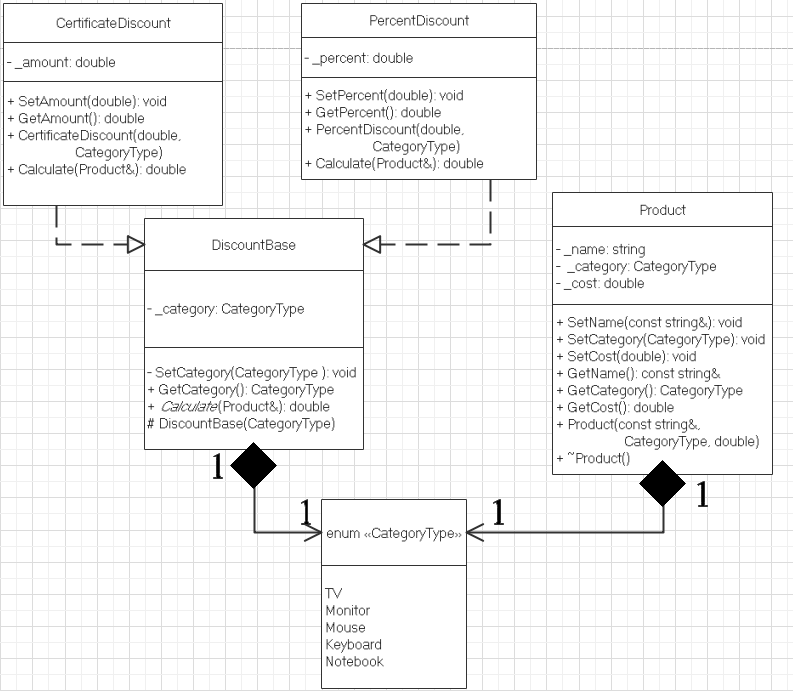 CertificateDiscount
- _amount: double
+ SetAmount(double): void
+ GetAmount(): double
+ CertificateDiscount(double,
CategoryType)
+ Calculate(Product&): double
PercentDiscount
- _percent: double
+ SetPercent(double): void
+ GetPercent(): double
+ PercentDiscount(double,
CategoryType)
+ Calculate(Product&): double
DiscountBase
- _category: CategoryType
- SetCategory(CategoryType ): void
+ GetCategory(): CategoryType
+ Calculate(Product&): double
# DiscountBase(CategoryType)
Product
- _name: string
- _category: CategoryType
- _cost: double
+ SetName(const string&): void
+ SetCategory(CategoryType): void
+ SetCost(double): void
+ GetName(): const string&
+ GetCategory(): CategoryType
+ GetCost(): double
+ Product(const string&,
CategoryType, double)
+ ~Product()
1
1
1
1
enum «CategoryType»
TV
Monitor
Mouse
Keyboard
Notebook